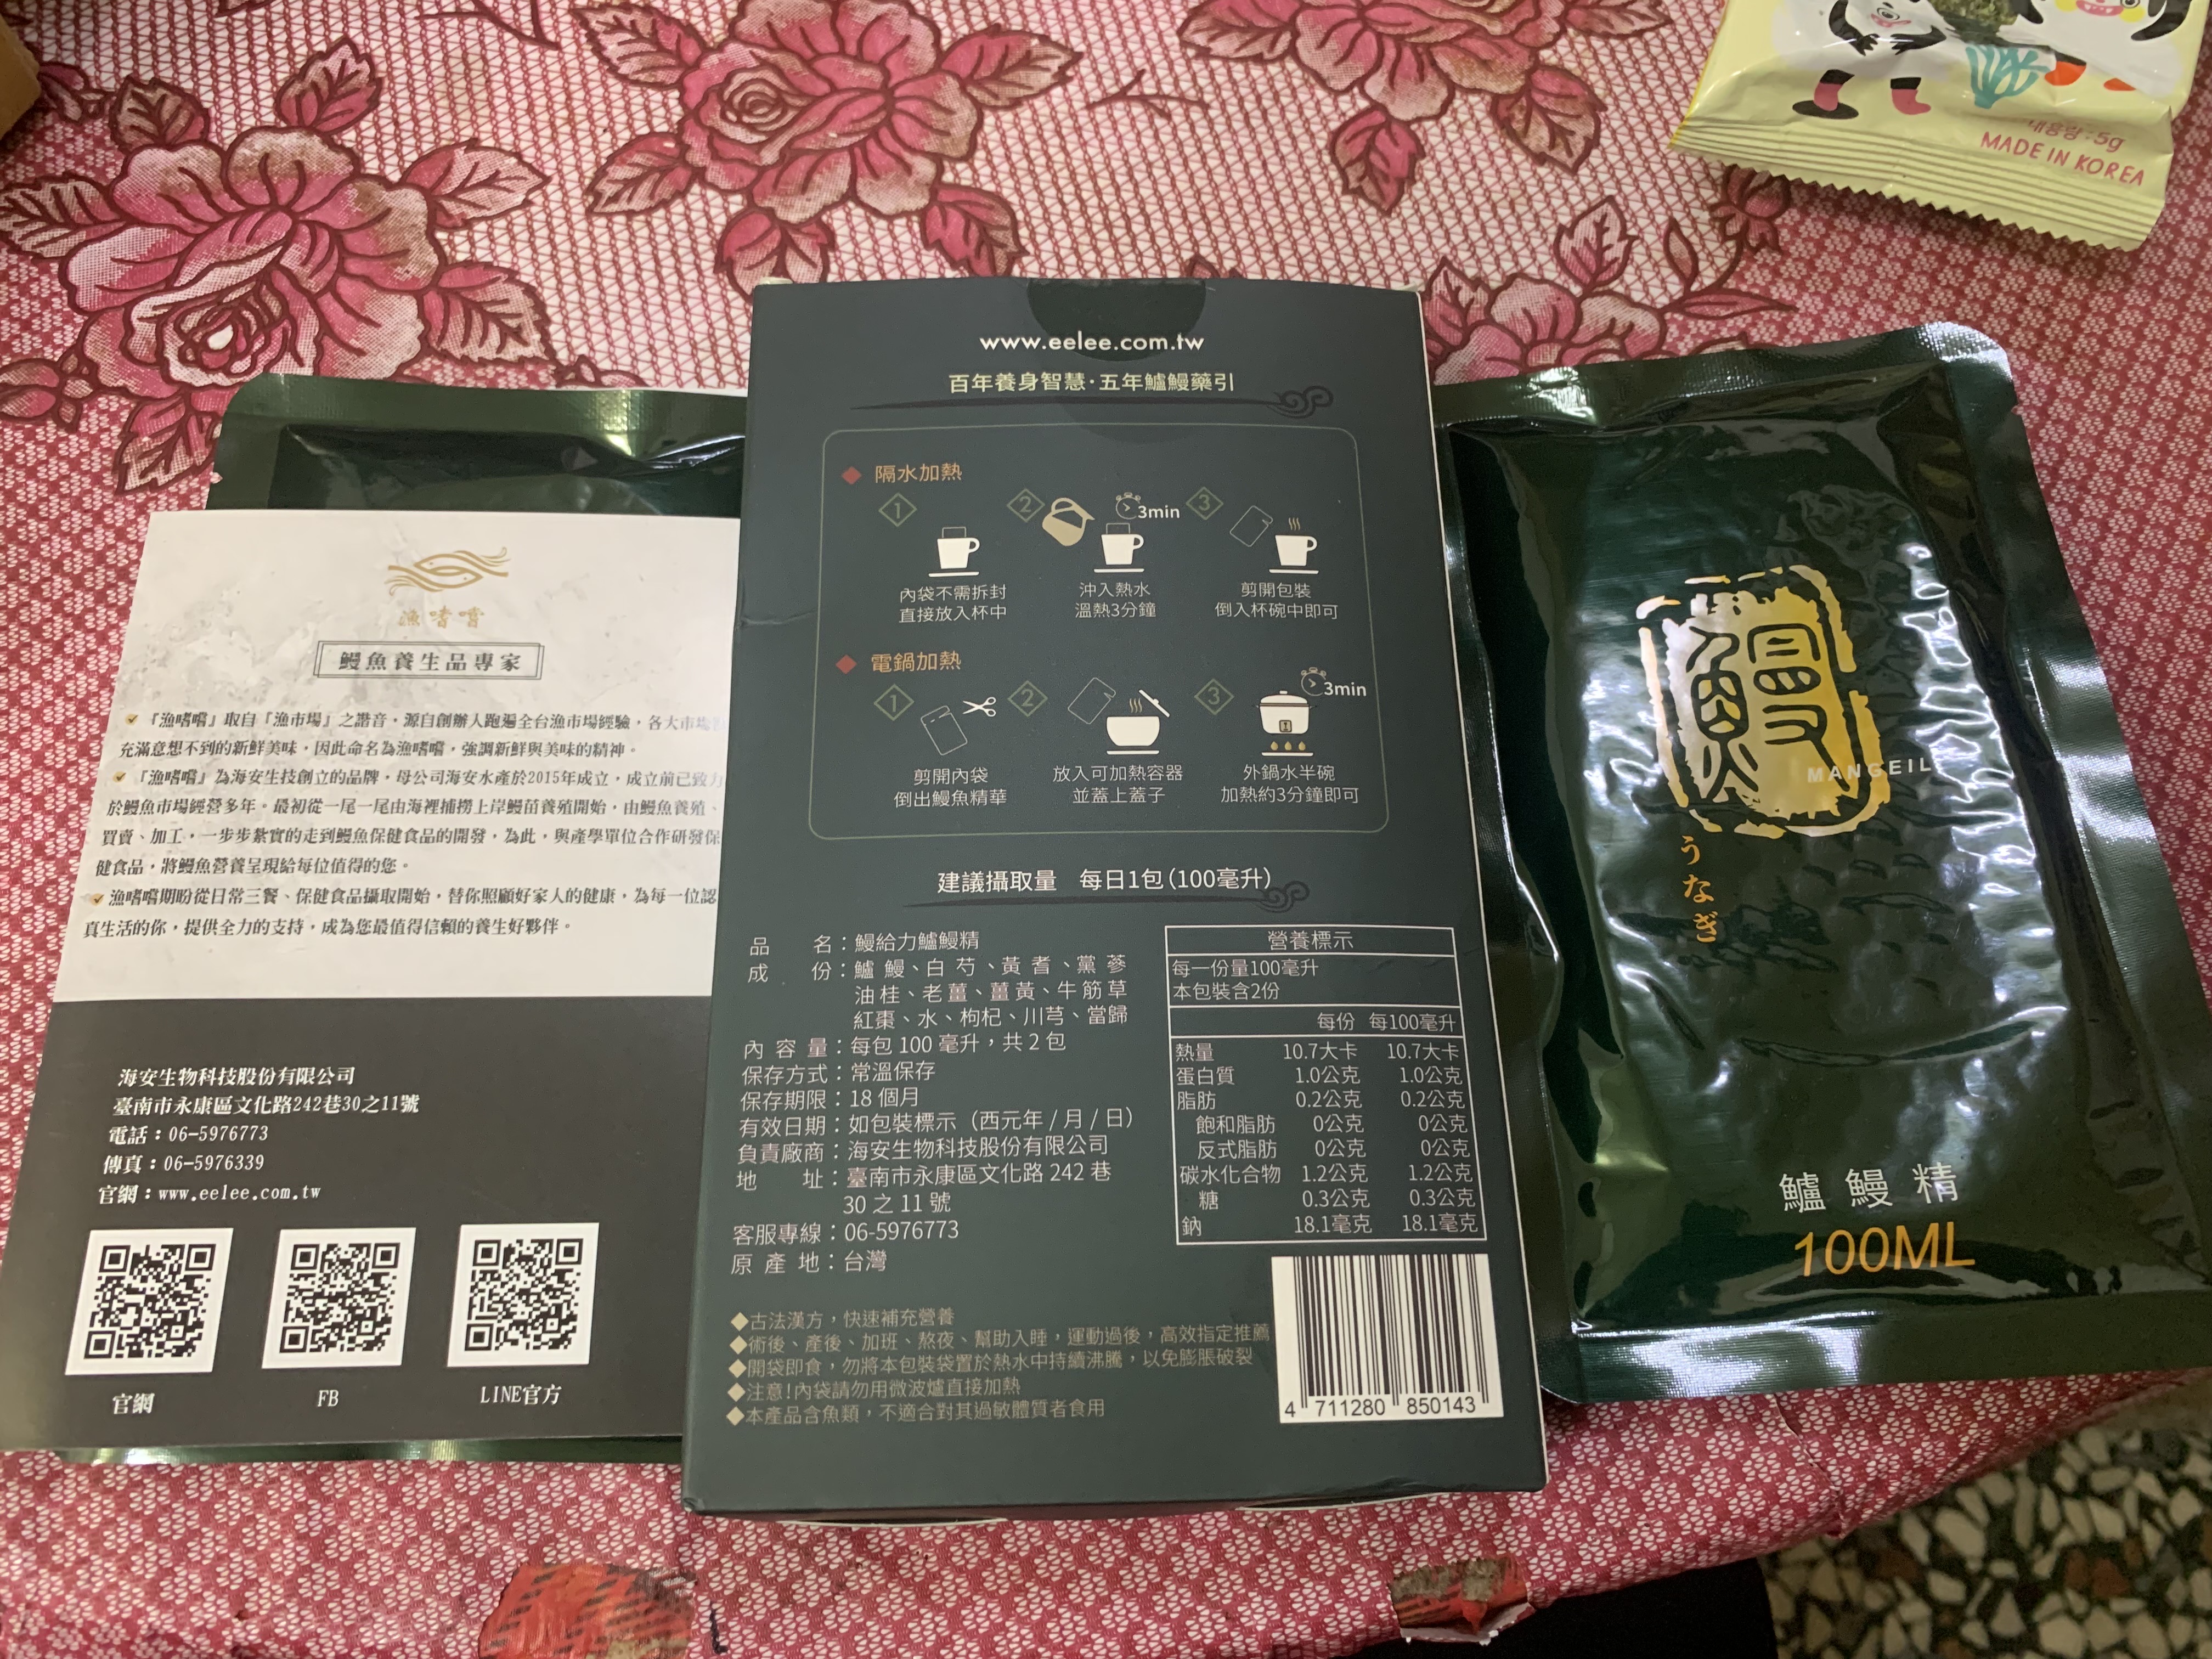 내용량 : 5g
MADE IN KOREA
漁嗜嚐
鰻魚養生品專家
『漁嗜嚐』取自『漁市場』之諧音，源自創辦人跑遍全台漁市場經驗，各大市場
充滿意想不到的新鮮美味，因此命名為漁嗜嚐，強調新鮮與美味的精神。
『漁嗜嚐』為海安生技創立的品牌，母公司海安水產於2015年成立，成立前已致力
於鰻魚市場經營多年。最初從一尾一尾由海裡捕撈上岸鰻苗養殖開始，由鰻魚養殖、
買賣、加工，一步步紮實的走到鰻魚保健食品的開發，為此，與產學單位合作研發保
健食品，將鰻魚營養呈現給每位值得的您。
漁嗜嚐期盼從日常三餐、保健食品攝取開始，替你照顧好家人的健康，為每一位認
真生活的你，提供全力的支持，成為您最值得信賴的養生好夥伴。
海安生物科技股份有限公司
臺南市永康區文化路242巷30之11號
電話：06-5976773
傳真：06-5976339
官網：www.eelee.com.tw
官網
FB
LINE官方
www.eelee.com.tw
百年養身智慧·五年鱸鰻藥引
隔水加熱
1
2
3min
3
內袋不需拆封
直接放入杯中
沖入熱水
溫熱3分鐘
剪開包裝
倒入杯碗中即可
電鍋加熱
1
2
3
3min
剪開內袋
倒出鰻魚精華
放入可加熱容器
並蓋上蓋子
外鍋水半碗
加熱約3分鐘即可
建議攝取量 每日1包(100毫升)
品名：鰻給力鱸鰻精
成份：鱸鰻、白芍、黃耆、黨蔘
油桂、老薑、薑黃、牛筋草
紅棗、水、枸杞、川芎、當歸
內容量：每包 100 毫升，共 2 包
保存方式：常溫保存
保存期限：18 個月
有效日期：如包裝標示（西元年 / 月 / 日）
負責廠商：海安生物科技股份有限公司
地址：臺南市永康區文化路 242 巷
30 之 11 號
客服專線：06-5976773
原產地：台灣
營養標示
每一份量100毫升
本包裝含2份
每份 每100毫升
熱量 10.7大卡 10.7大卡
蛋白質 1.0公克 1.0公克
脂肪 0.2公克 0.2公克
飽和脂肪 0公克 0公克
反式脂肪 0公克 0公克
碳水化合物 1.2公克 1.2公克
糖 0.3公克 0.3公克
鈉 18.1毫克 18.1毫克
◆古法漢方，快速補充營養
◆術後、產後、加班、熬夜、幫助入睡，運動過後，高效指定推薦
◆開袋即食，勿將本包裝袋置於熱水中持續沸騰，以免膨脹破裂
◆注意!內袋請勿用微波爐直接加熱
◆本產品含魚類，不適合對其過敏體質者食用
4 711280 850143
鰻
MANGEIL
うなぎ
鱸鰻精
100ML